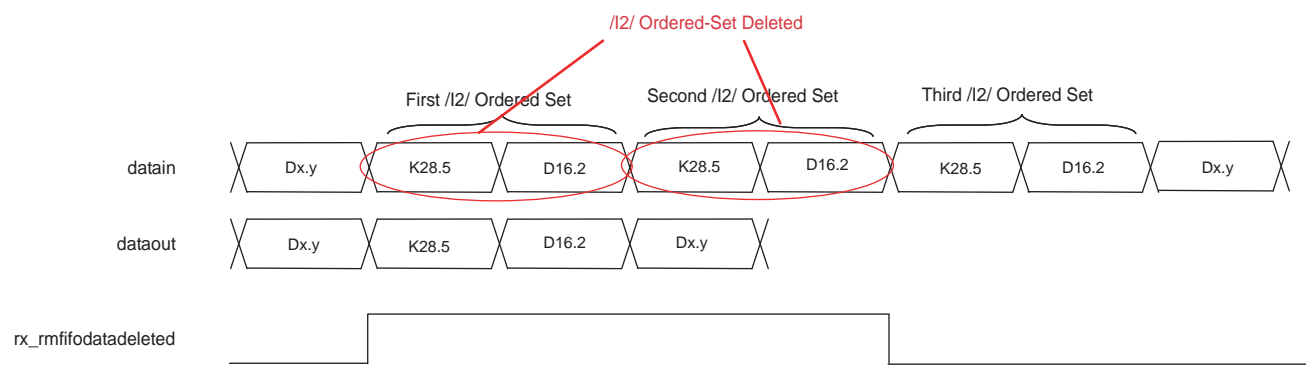 /I2/ Ordered-Set Deleted
First /I2/ Ordered Set Second /I2/ Ordered Set Third /I2/ Ordered Set
datain Dx.y K28.5 D16.2 K28.5 D16.2 K28.5 D16.2 Dx.y
dataout Dx.y K28.5 D16.2 Dx.y
rx_rmfifodatadeleted